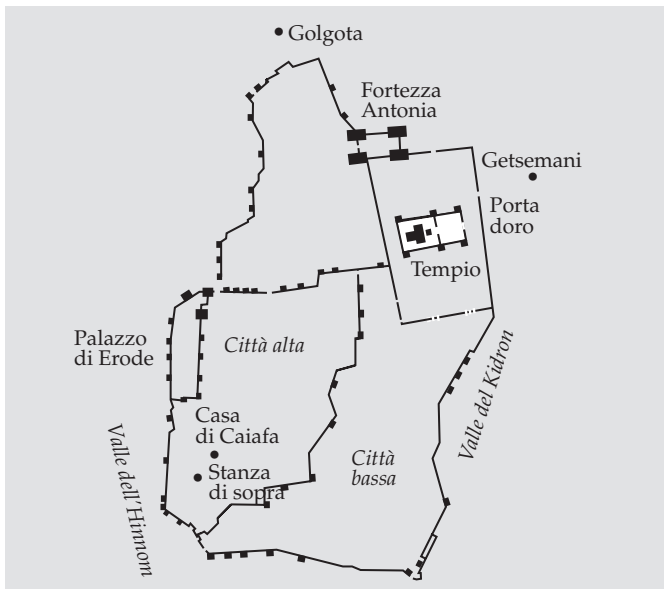 Golgota
Fortezza
Antonia
Getsemani
Porta
doro
Tempio
Palazzo
di Erode
Città alta
Valle del Kidron
Casa
di Caiafa
Città
bassa
Stanza
di sopra
Valle dell'Hinnom